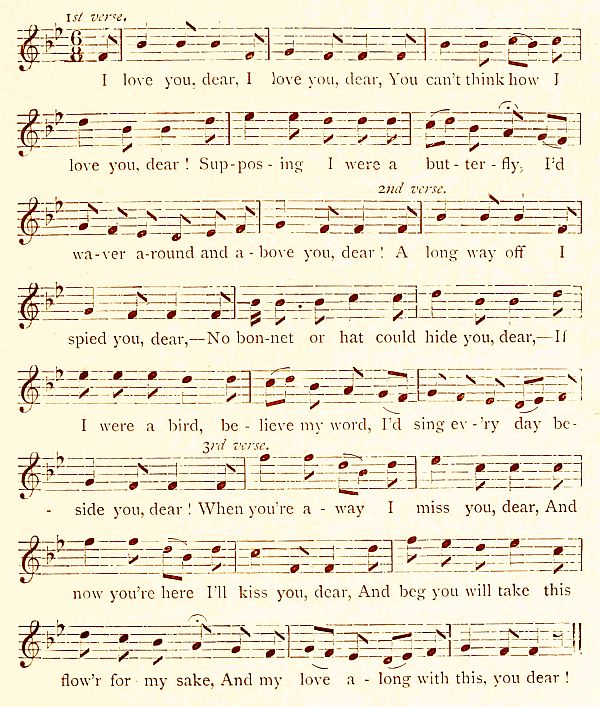 1st verse.
6
8
I love you, dear, I love you, dear, You can't think how I
love you, dear! Sup-pos-ing I were a but-ter-fly, I'd
2nd verse.
wa-ver a-round and a-bove you, dear! A long way off I
spied you, dear,—No bon-net or hat could hide you, dear,—If
I were a bird, be-lieve my word, I'd sing ev-'ry day be-
3rd verse.
- side you, dear! When you're a-way I miss you, dear, And
now you're here I'll kiss you, dear, And beg you will take this
flow'r for my sake, And my love a-long with this, you dear!